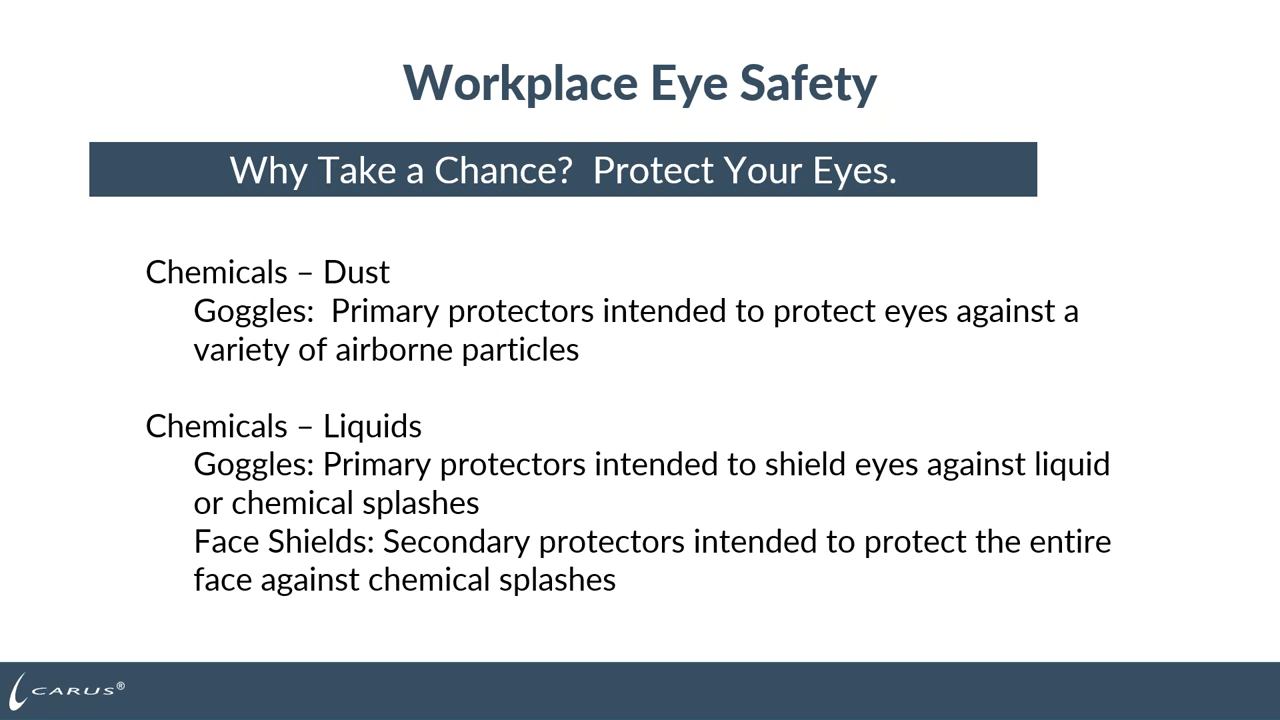 Workplace Eye Safety
Why Take a Chance?  Protect Your Eyes.
Chemicals – Dust
Goggles:  Primary protectors intended to protect eyes against a
variety of airborne particles
Chemicals – Liquids
Goggles: Primary protectors intended to shield eyes against liquid
or chemical splashes
Face Shields: Secondary protectors intended to protect the entire
face against chemical splashes
CARUS®